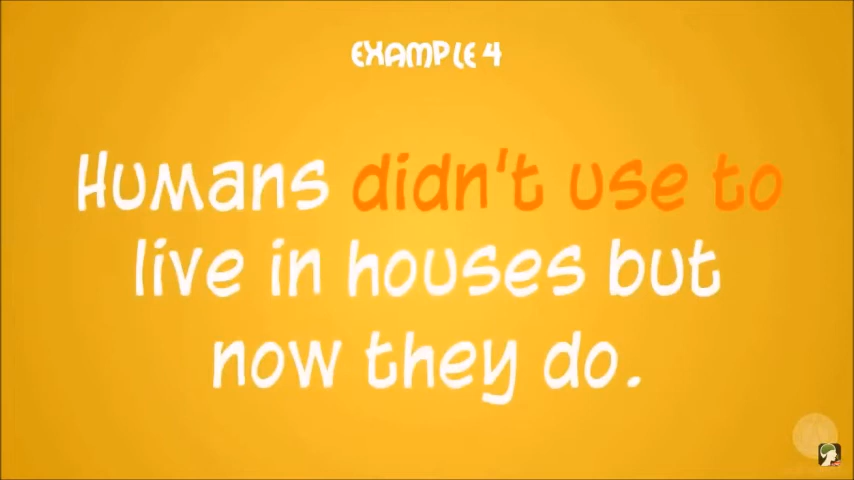 EXAMPLE 4
Humans didn't use to
live in houses but
now they do.